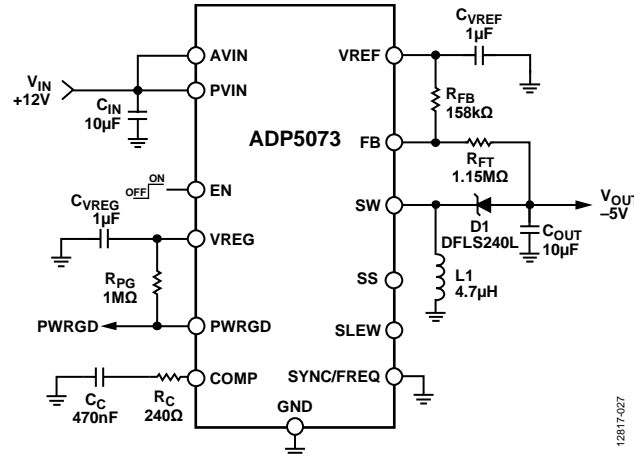 CVREF
1µF
AVIN
VREF
VIN
+12V
PVIN
CIN
10µF
RFB
158kΩ
ADP5073
FB
RFT
1.15MΩ
ON
OFF
EN
CVREG
1µF
SW
VOUT
–5V
D1
DFLS240L
COUT
10µF
VREG
RPG
1MΩ
SS
L1
4.7µH
PWRGD
PWRGD
SLEW
COMP
SYNC/FREQ
CC
470nF
RC
240Ω
GND
12817-027